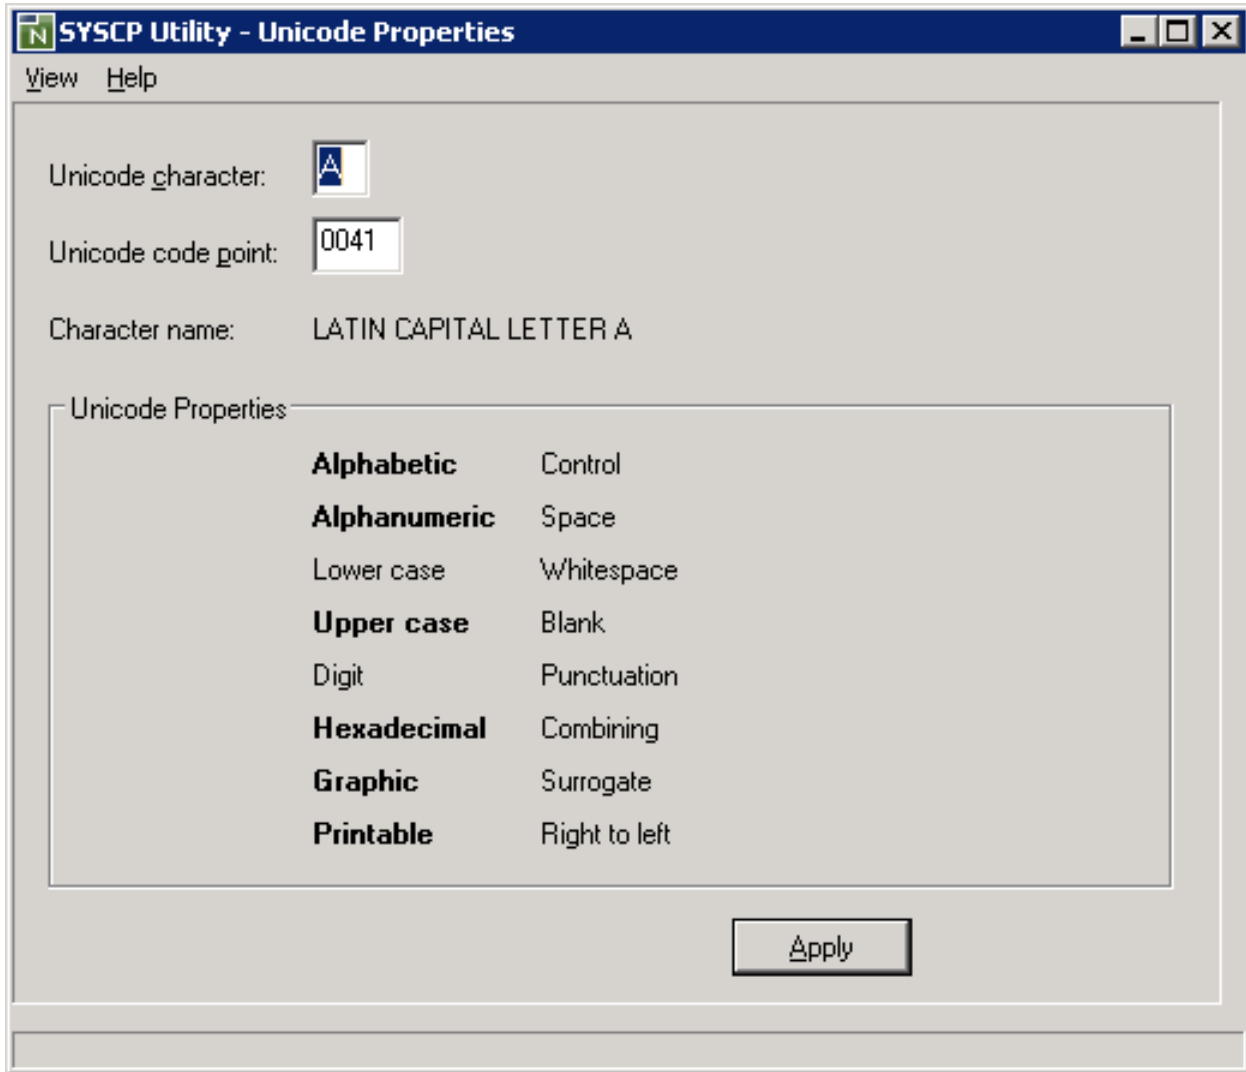 SYSCP Utility - Unicode Properties
View Help
Unicode character: A
Unicode code point: 0041
Character name: LATIN CAPITAL LETTER A
Unicode Properties
Alphabetic Control
Alphanumeric Space
Lower case Whitespace
Upper case Blank
Digit Punctuation
Hexadecimal Combining
Graphic Surrogate
Printable Right to left
Apply